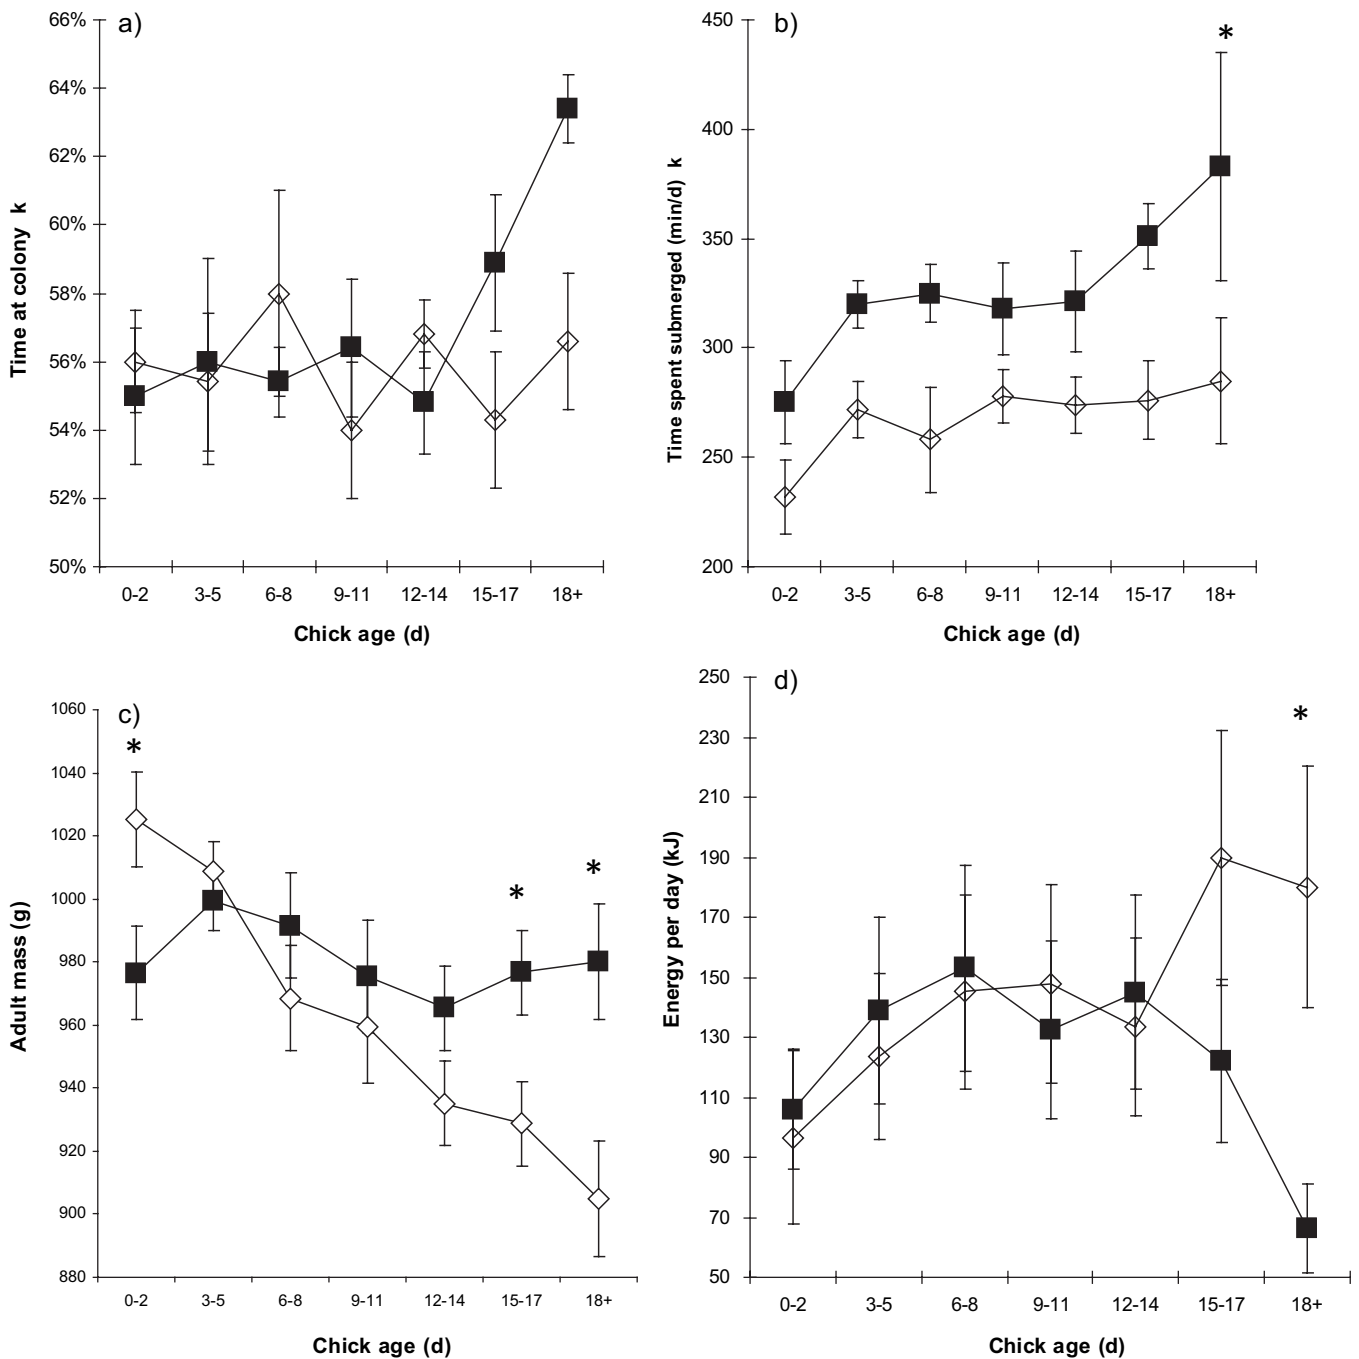 a)
66%
64%
62%
60%
58%
56%
54%
52%
50%
Time at colony k
0-2 3-5 6-8 9-11 12-14 15-17 18+
Chick age (d)
b)
*
450
400
350
300
250
200
Time spent submerged (min/d) k
0-2 3-5 6-8 9-11 12-14 15-17 18+
Chick age (d)
c)
* * *
1060
1040
1020
1000
980
960
940
920
900
880
Adult mass (g)
0-2 3-5 6-8 9-11 12-14 15-17 18+
Chick age (d)
d)
*
250
230
210
190
170
150
130
110
90
70
50
Energy per day (kJ)
0-2 3-5 6-8 9-11 12-14 15-17 18+
Chick age (d)